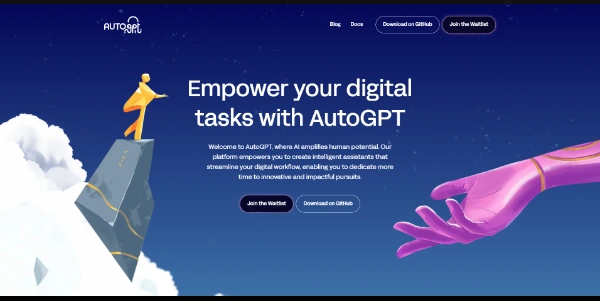 AUTOGPT
Blog
Docs
Download on GitHub
Join the Waitlist
Empower your digital
tasks with AutoGPT
Welcome to AutoGPT, where AI amplifies human potential. Our
platform empowers you to create intelligent assistants that
streamline your digital workflow, enabling you to dedicate more
time to innovative and impactful pursuits.
Join the Waitlist
Download on GitHub